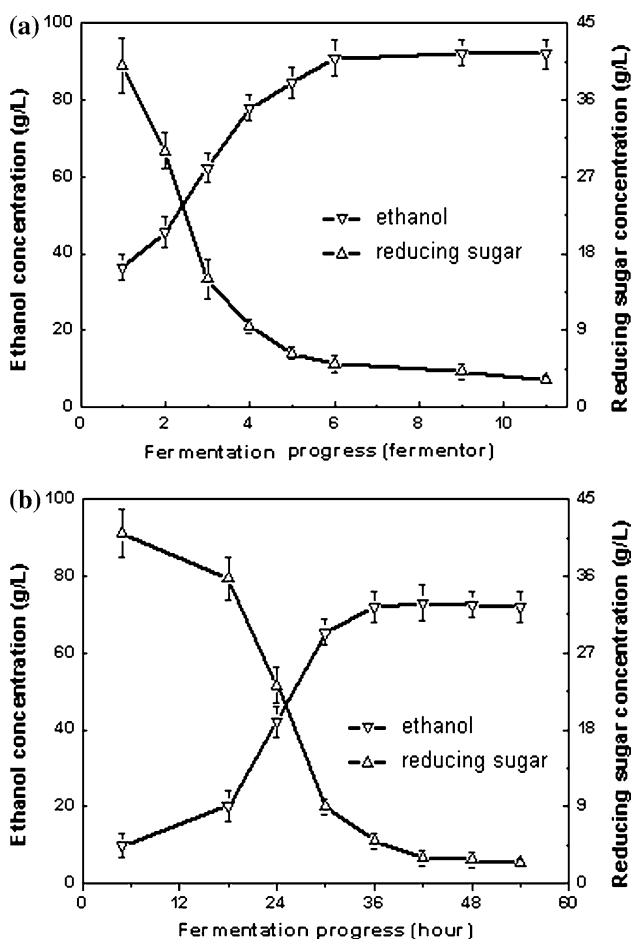 (a)
Ethanol concentration (g/L)
100
80
60
40
20
0
45
36
27
18
9
0
Reducing sugar concentration (g/L)
ethanol
reducing sugar
0 2 4 6 8 10
Fermentation progress (fermentor)
(b)
Ethanol concentration (g/L)
100
80
60
40
20
0
45
36
27
18
9
0
Reducing sugar concentration (g/L)
ethanol
reducing sugar
0 12 24 36 48 60
Fermentation progress (hour)